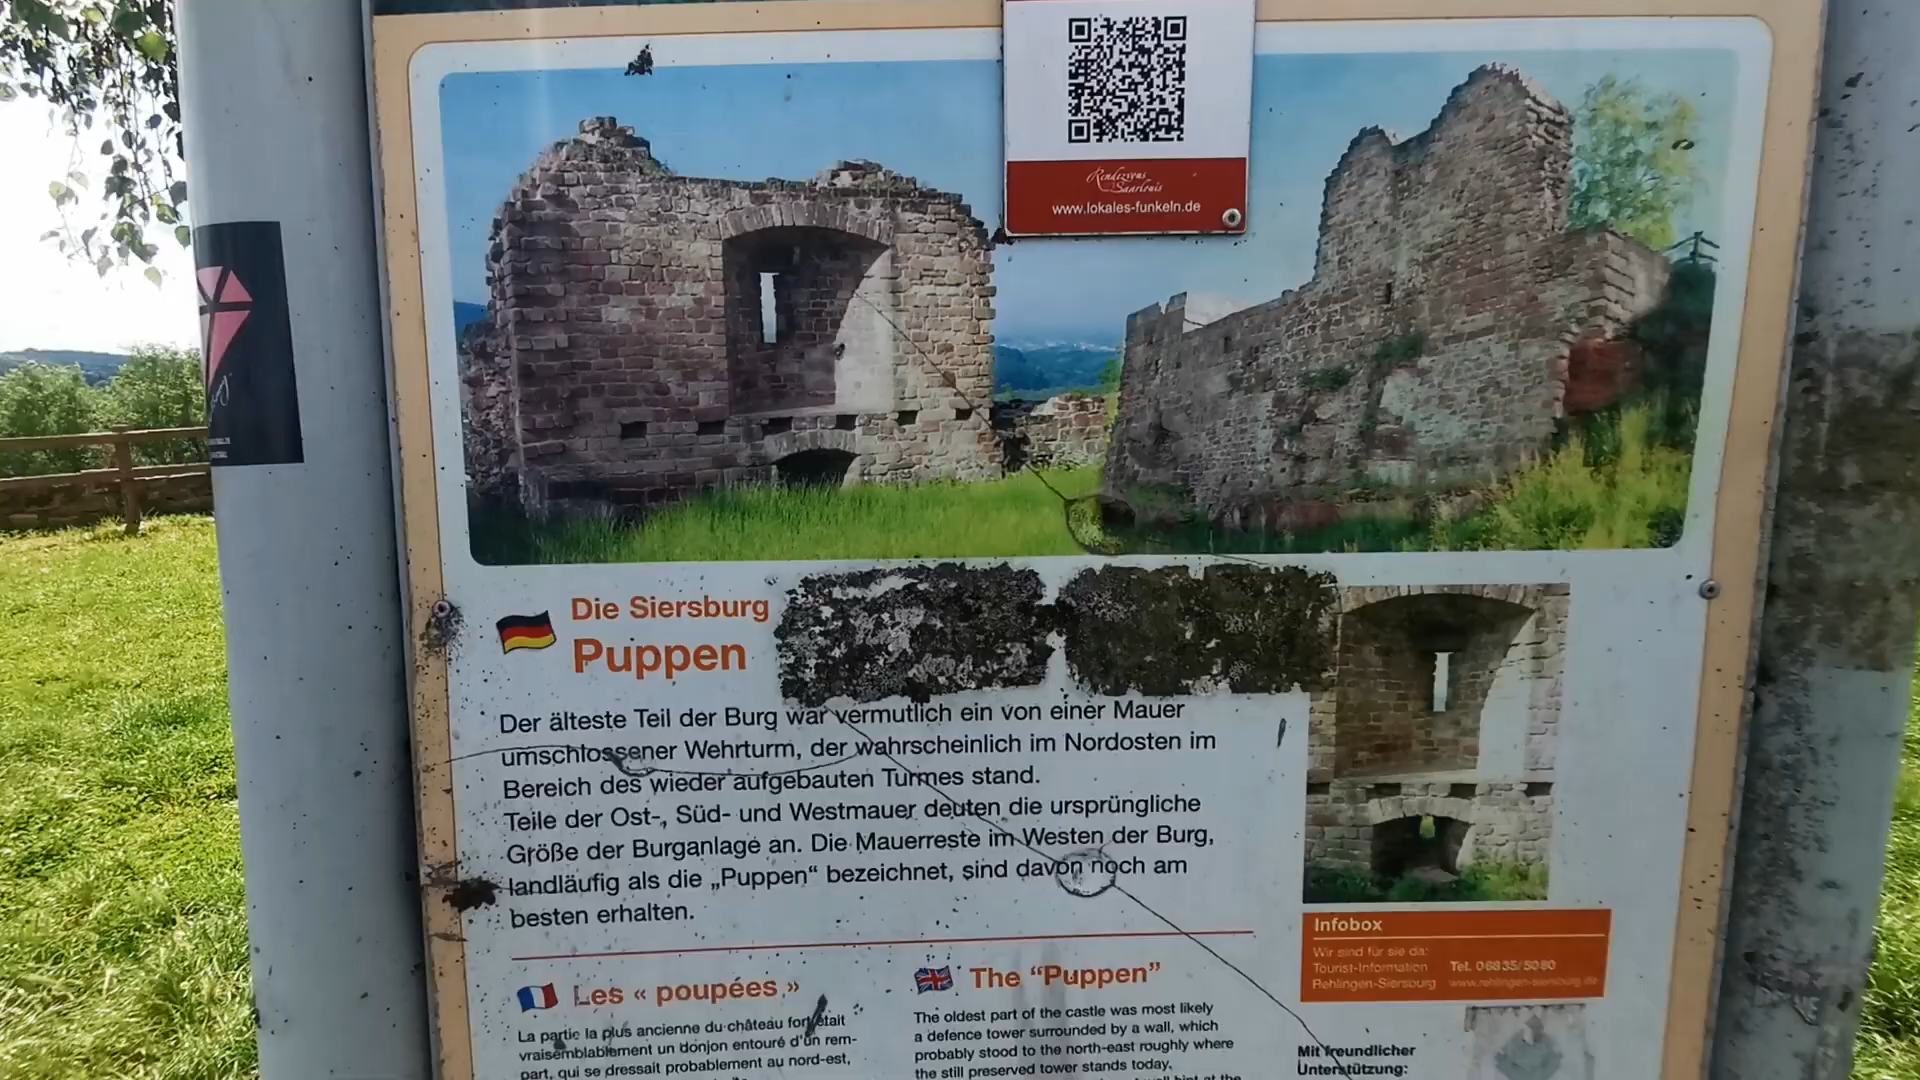 Rendezvous
Saarlouis
www.lokales-funkeln.de
Die Siersburg
Puppen
Der älteste Teil der Burg war vermutlich ein von einer Mauer
umschlossener Wehrturm, der wahrscheinlich im Nordosten im
Bereich des wieder aufgebauten Turmes stand.
Teile der Ost-, Süd- und Westmauer deuten die ursprüngliche
Größe der Burganlage an. Die Mauerreste im Westen der Burg,
landläufig als die „Puppen“ bezeichnet, sind davon noch am
besten erhalten.
Les « poupées »
La partie la plus ancienne du château fort était
vraisemblablement un donjon entouré d'un rem-
part, qui se dressait probablement au nord-est,
The “Puppen”
The oldest part of the castle was most likely
a defence tower surrounded by a wall, which
probably stood to the north-east roughly where
the still preserved tower stands today.
Infobox
Wir sind für sie da:
Tourist-Information Tel. 06835/5080
Rehlingen-Siersburg www.rehlingen-siersburg.de
Mit freundlicher
Unterstützung: